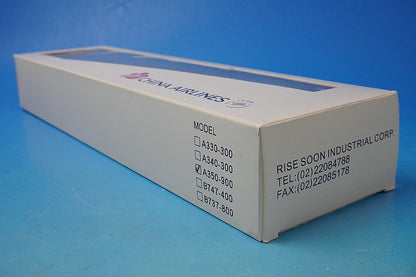 CHINA AIRLINES
MODEL
☐A330-300
☐A340-300
☑A350-900
☐B747-400
☐B737-800
RISE SOON INDUSTRIAL CORP.
TEL:(02)22084788
FAX:(02)22085178